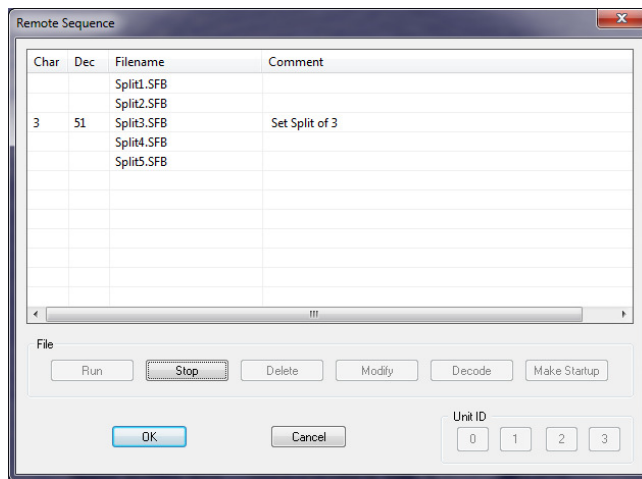 Remote Sequence
Char Dec Filename Comment
Split1.SFB
Split2.SFB
3 51 Split3.SFB Set Split of 3
Split4.SFB
Split5.SFB
File
Run Stop Delete Modify Decode Make Startup
OK Cancel
Unit ID
0 1 2 3